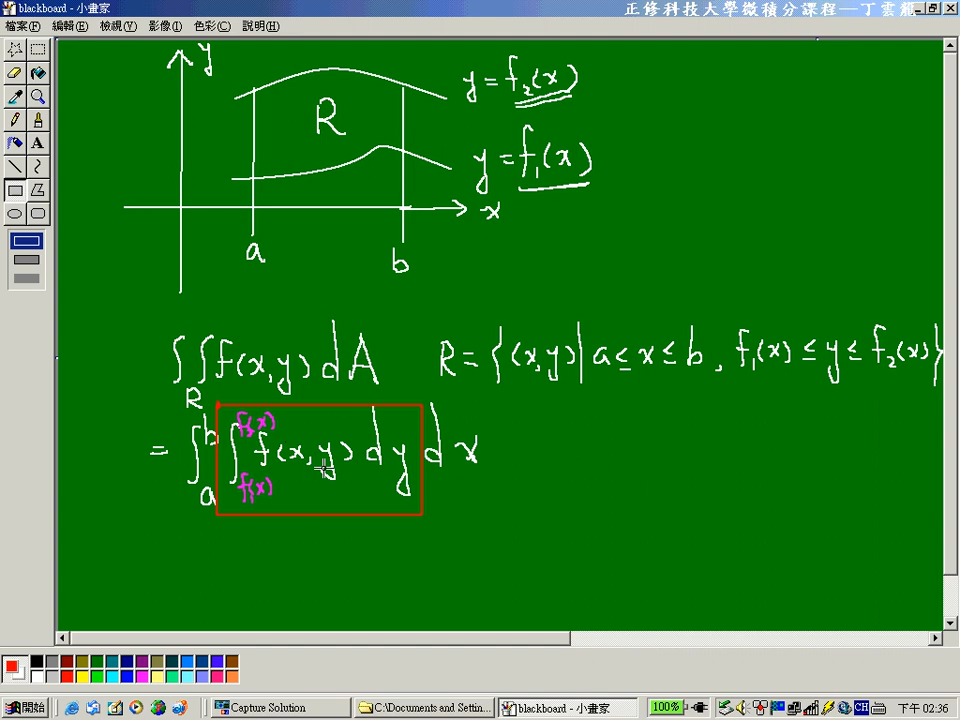 blackboard - 小畫家
正修科技大學微積分課程—丁雲龍
檔案(F) 編輯(E) 檢視(V) 影像(I) 色彩(C) 說明(H)
y
y = f₂(x)
R
y = f₁(x)
x
a
b
∫∫f(x,y)dA R={(x,y)|a≤x≤b, f₁(x)≤y≤f₂(x)}
R
b f₂(x)
= ∫ ∫ f(x,y)dy dx
a f₁(x)
開始 Capture Solution C:\Documents and Settin... blackboard - 小畫家 100% CH 下午 02:36